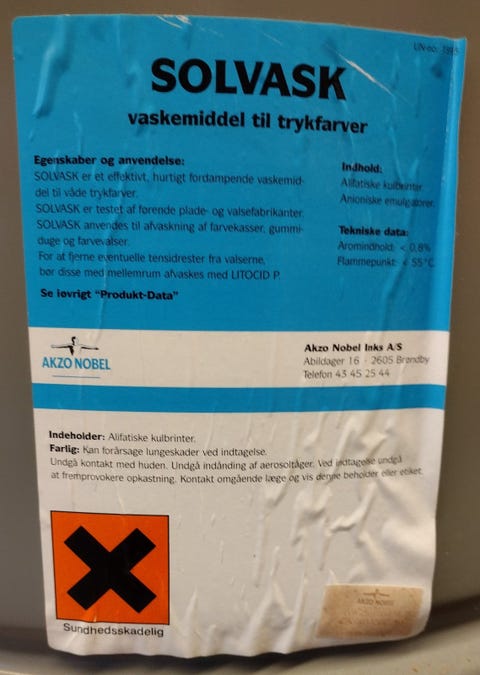 UN-no:
SOLVASK
vaskemiddel til trykfarver
Egenskaber og anvendelse:
SOLVASK er et effektivt, hurtigt fordampende vaskemid-
del til våde trykfarver.
SOLVASK er testet af førende plade- og valsefabrikanter.
SOLVASK anvendes til afvaskning af farvekasser, gummi-
duge og farvevalser.
For at fjerne eventuelle tensidrester fra valserne,
bør disse med mellemrum afvaskes med LITOCID P.
Se iøvrigt "Produkt-Data"
Indhold:
Alifatiske kulbrinter.
Anioniske emulgatorer.
Tekniske data:
Aromindhold: < 0,8%
Flammepunkt: < 55°C
AKZO NOBEL
Akzo Nobel Inks A/S
Abildager 16 - 2605 Brøndby
Telefon 43 45 25 44
Indeholder: Alifatiske kulbrinter.
Farlig: Kan forårsage lungeskader ved indtagelse.
Undgå kontakt med huden. Undgå indånding af aerosoltåger. Ved indtagelse undgå
at fremprovokere opkastning. Kontakt omgående læge og vis denne beholder eller etiket.
Sundhedsskadelig
AKZO NOBEL